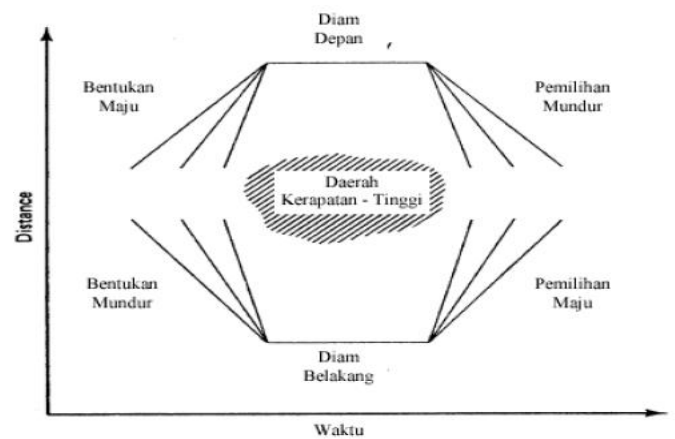 Diam
Depan
Bentukan
Maju
Pemilihan
Mundur
Daerah
Kerapatan - Tinggi
Distance
Bentukan
Mundur
Pemilihan
Maju
Diam
Belakang
Waktu